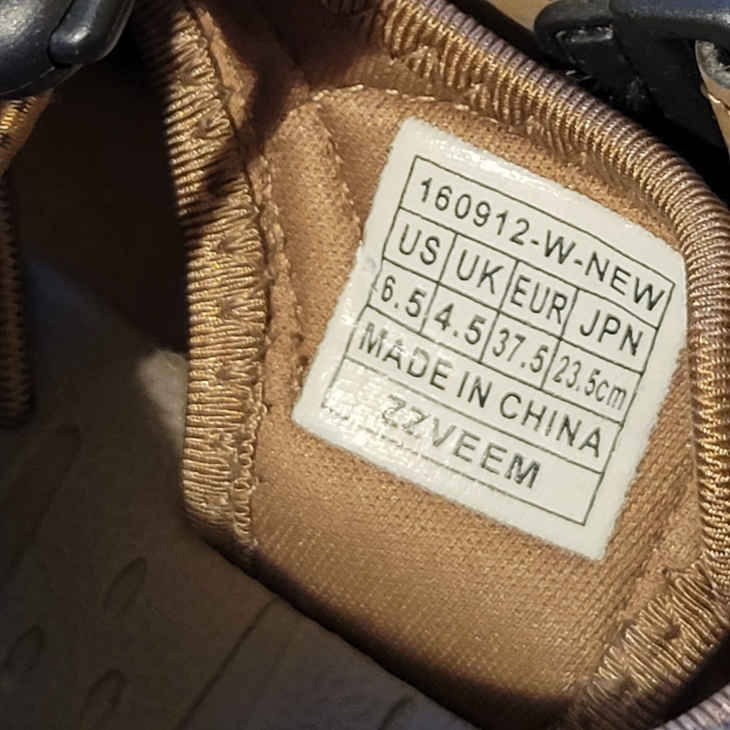 160912-W-NEW
US UK EUR JPN
6.5 4.5 37.5 23.5cm
MADE IN CHINA
ZZVEEM